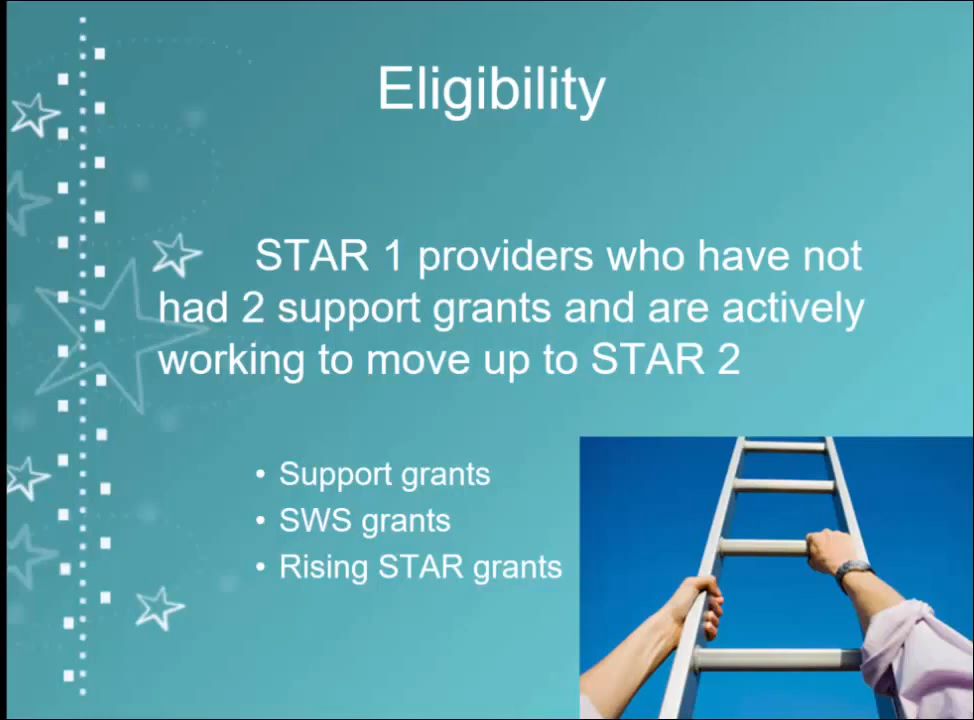 Eligibility
STAR 1 providers who have not
had 2 support grants and are actively
working to move up to STAR 2
• Support grants
• SWS grants
• Rising STAR grants